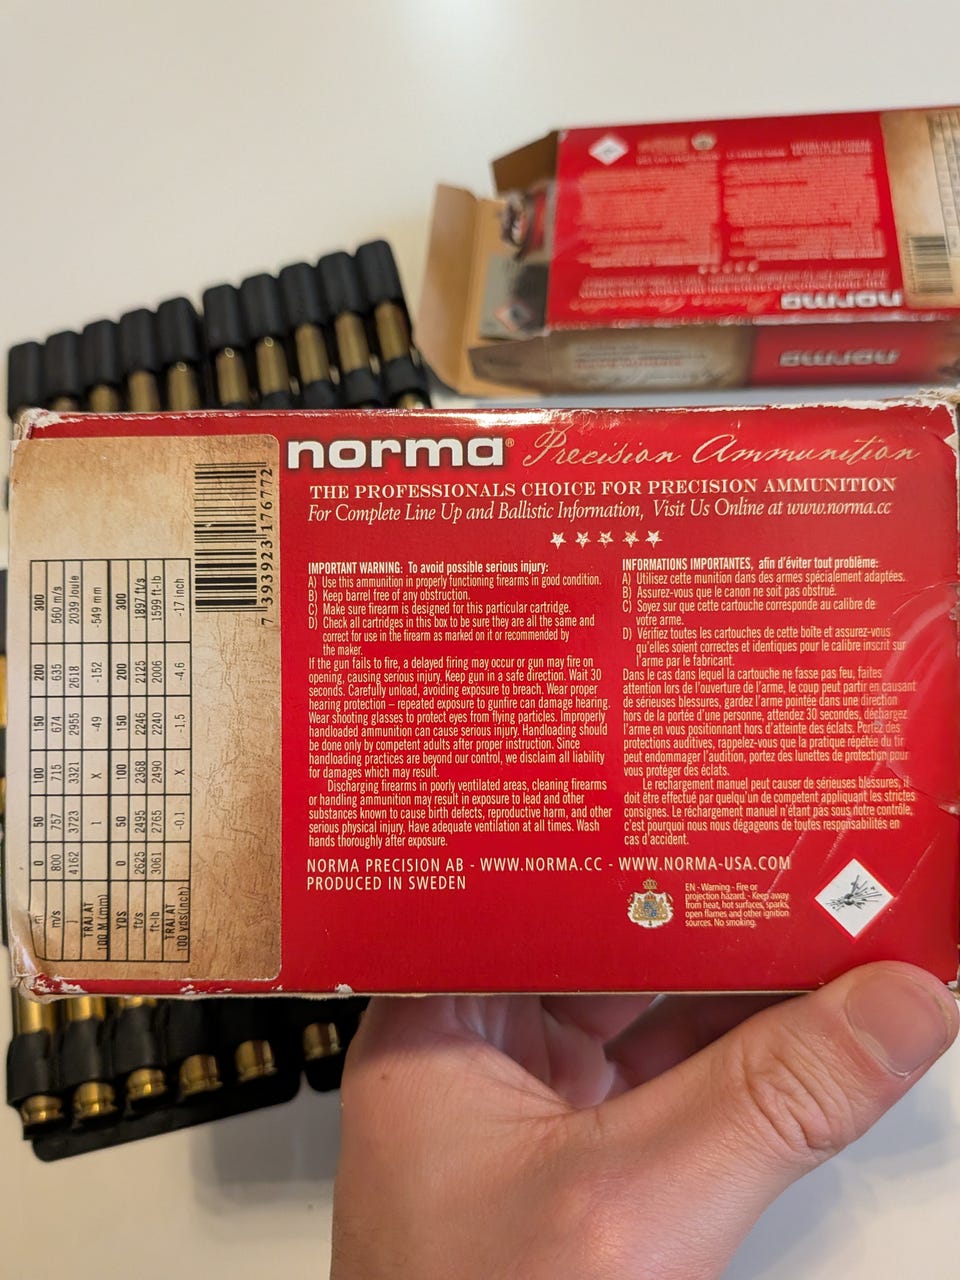 norma® Precision Ammunition
THE PROFESSIONALS CHOICE FOR PRECISION AMMUNITION
For Complete Line Up and Ballistic Information, Visit Us Online at www.norma.cc
IMPORTANT WARNING: To avoid possible serious injury:
A) Use this ammunition in properly functioning firearms in good condition.
B) Keep barrel free of any obstruction.
C) Make sure firearm is designed for this particular cartridge.
D) Check all cartridges in this box to be sure they are all the same and
correct for use in the firearm as marked on it or recommended by
the maker.
If the gun fails to fire, a delayed firing may occur or gun may fire on
opening, causing serious injury. Keep gun in a safe direction. Wait 30
seconds. Carefully unload, avoiding exposure to breach. Wear proper
hearing protection – repeated exposure to gunfire can damage hearing.
Wear shooting glasses to protect eyes from flying particles. Improperly
handloaded ammunition can cause serious injury. Handloading should
be done only by competent adults after proper instruction. Since
handloading practices are beyond our control, we disclaim all liability
for damages which may result.
Discharging firearms in poorly ventilated areas, cleaning firearms
or handling ammunition may result in exposure to lead and other
substances known to cause birth defects, reproductive harm, and other
serious physical injury. Have adequate ventilation at all times. Wash
hands thoroughly after exposure.
INFORMATIONS IMPORTANTES, afin d'éviter tout problème:
A) Utilisez cette munition dans des armes spécialement adaptées.
B) Assurez-vous que le canon ne soit pas obstrué.
C) Soyez sur que cette cartouche corresponde au calibre de
votre arme.
D) Vérifiez toutes les cartouches de cette boîte et assurez-vous
qu'elles soient correctes et identiques pour le calibre inscrit sur
l'arme par le fabricant.
Dans le cas dans lequel la cartouche ne fasse pas feu, faites
attention lors de l'ouverture de l'arme, le coup peut partir en causant
de sérieuses blessures, gardez l'arme pointée dans une direction
hors de la portée d'une personne, attendez 30 secondes, déchargez
l'arme en vous positionnant hors d'atteinte des éclats. Portez des
protections auditives, rappelez-vous que la pratique répétée du tir
peut endommager l'audition, portez des lunettes de protection pour
vous protéger des éclats.
Le rechargement manuel peut causer de sérieuses blessures, il
doit être effectué par quelqu'un de competent appliquant les strictes
consignes. Le réchargement manuel n'étant pas sous notre contrôle,
c'est pourquoi nous nous dégageons de toutes responsabilités en
cas d'accident.
NORMA PRECISION AB - WWW.NORMA.CC - WWW.NORMA-USA.COM
PRODUCED IN SWEDEN
EN - Warning - Fire or
projection hazard. - Keep away
from heat, hot surfaces, sparks,
open flames and other ignition
sources. No smoking.
7 393923 176772
m 0 50 100 150 200 300
m/s 800 757 715 674 635 560 m/s
J 4162 3723 3321 2955 2618 2039 Joule
TRAJ.AT
100 M (mm) 1 X -49 -152 -549 mm
YDS 0 50 100 150 200 300
ft/s 2625 2495 2368 2246 2125 1897 ft/s
ft-lb 3061 2765 2490 2240 2006 1599 ft-lb
TRAJ.AT
100 yds(inch) -0.1 X -1.5 -4.6 -17 Inch
norma
norma